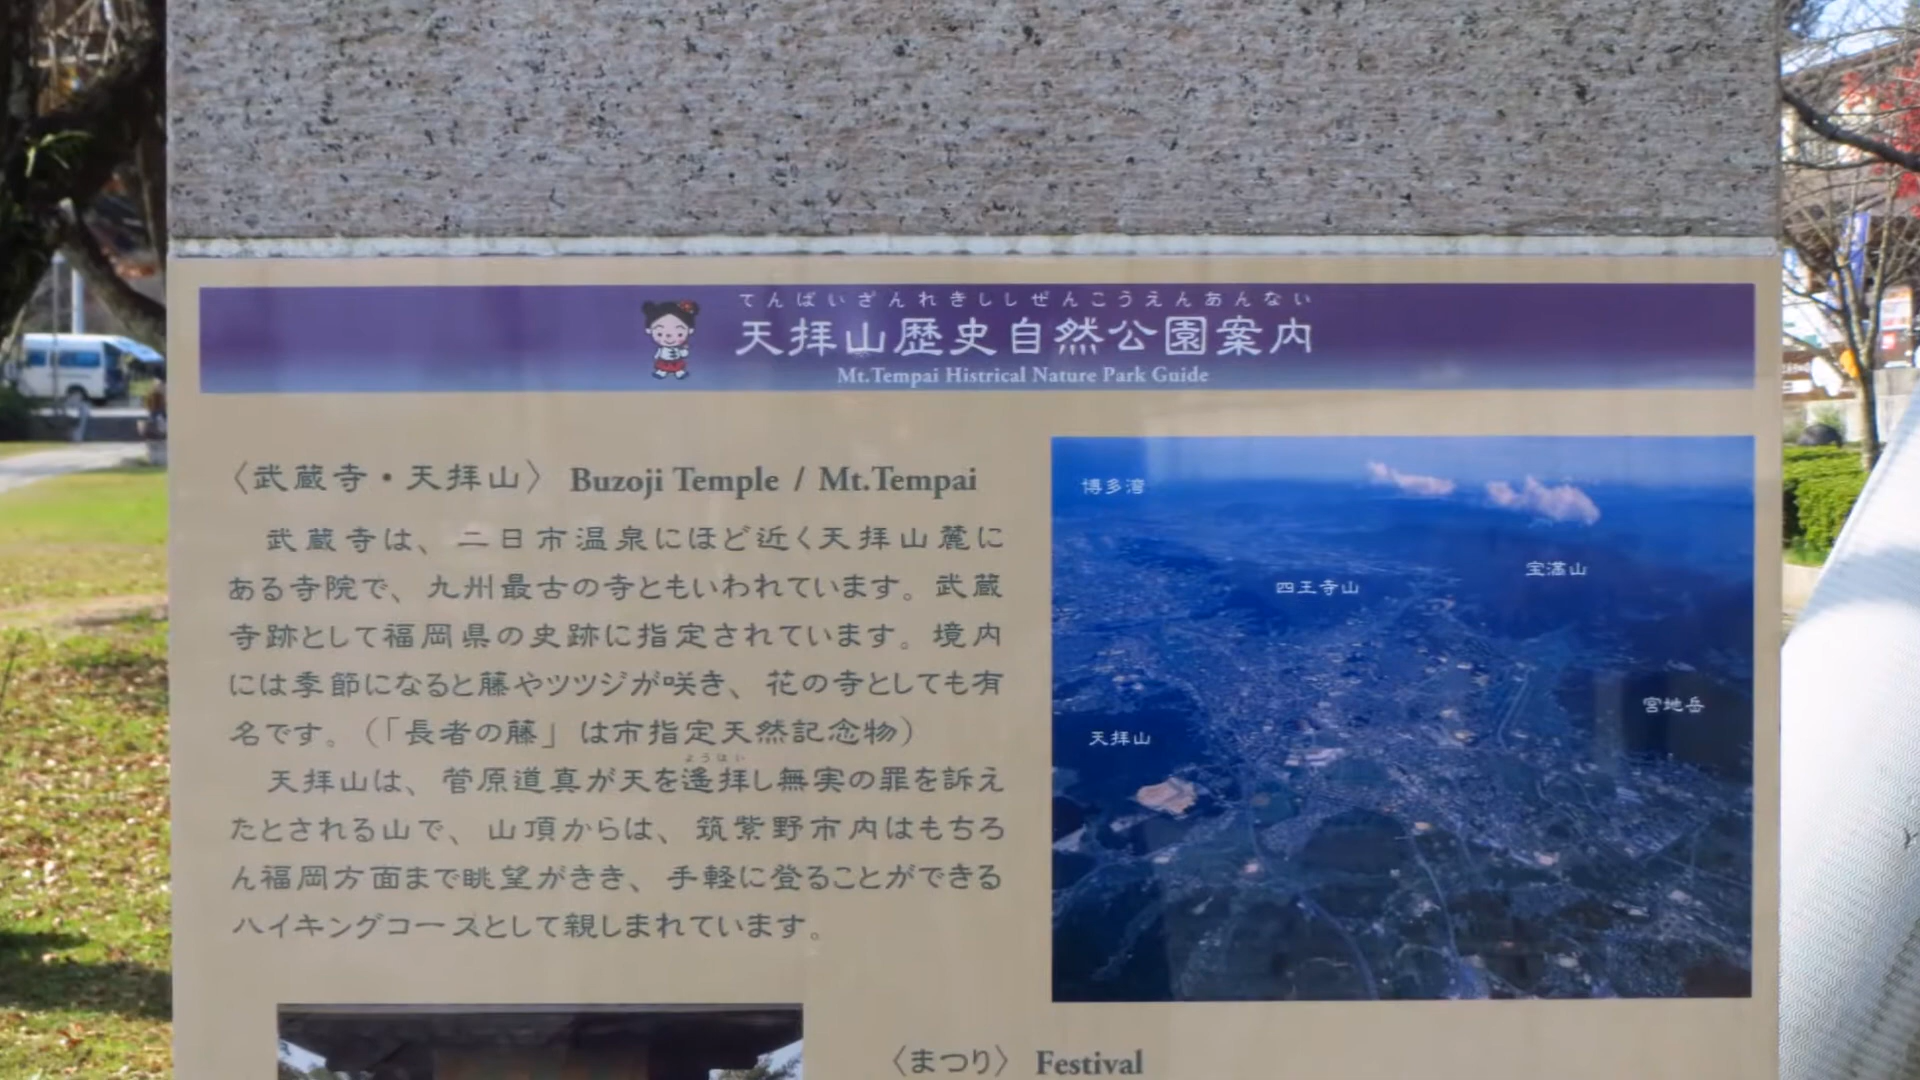 てんぱいざんれきししぜんこうえんあんない
天拝山歴史自然公園案内
Mt.Tempai Histrical Nature Park Guide
〈武蔵寺・天拝山〉 Buzoji Temple / Mt.Tempai
武蔵寺は、二日市温泉にほど近く天拝山麓に
ある寺院で、九州最古の寺ともいわれています。武蔵
寺跡として福岡県の史跡に指定されています。境内
には季節になると藤やツツジが咲き、花の寺としても有
名です。（「長者の藤」は市指定天然記念物）
ようはい
天拝山は、菅原道真が天を遙拝し無実の罪を訴え
たとされる山で、山頂からは、筑紫野市内はもちろ
ん福岡方面まで眺望がきき、手軽に登ることができる
ハイキングコースとして親しまれています。
博多湾
宝満山
四王寺山
宮地岳
天拝山
〈まつり〉 Festival